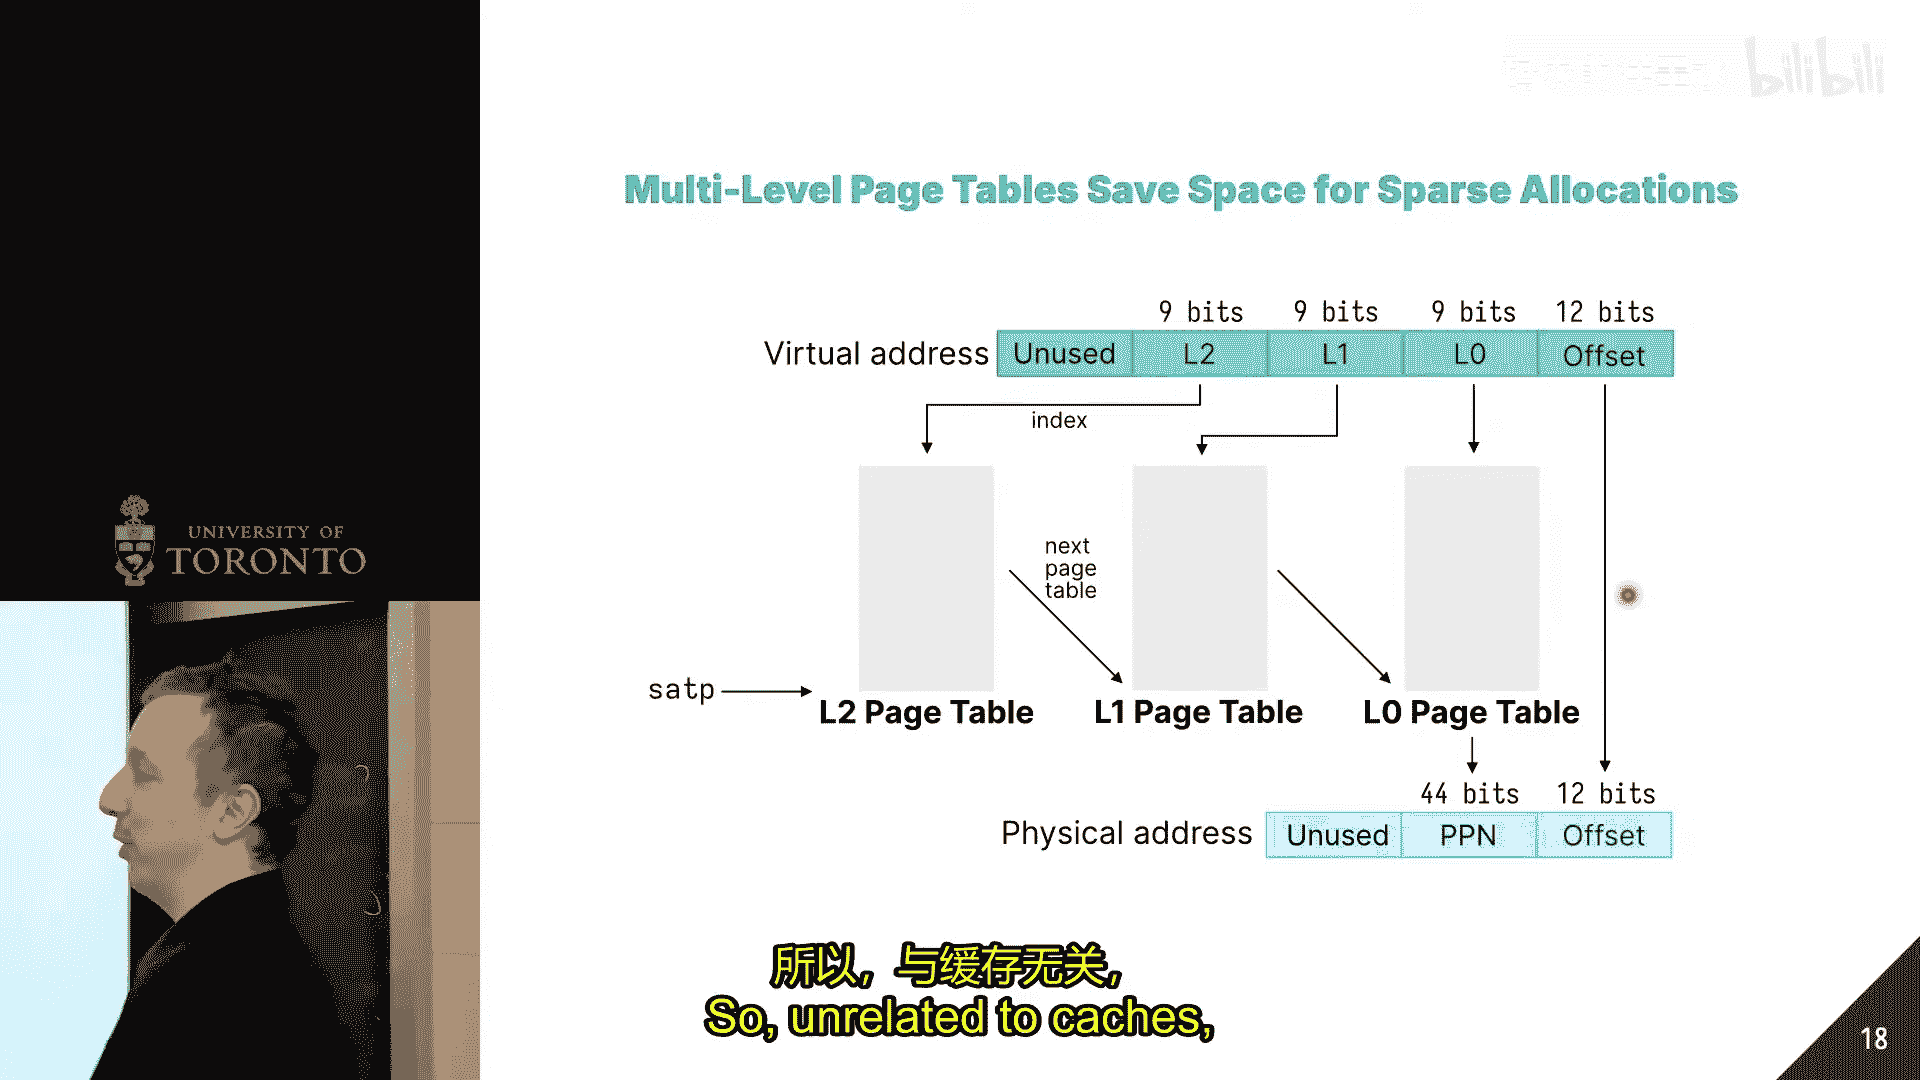 bilibili
Multi-Level Page Tables Save Space for Sparse Allocations
9 bits 9 bits 9 bits 12 bits
Virtual address Unused L2 L1 L0 Offset
index
next
page
table
satp
L2 Page Table L1 Page Table L0 Page Table
44 bits 12 bits
Physical address Unused PPN Offset
UNIVERSITY OF
TORONTO
所以，与缓存无关，
So, unrelated to caches,
18